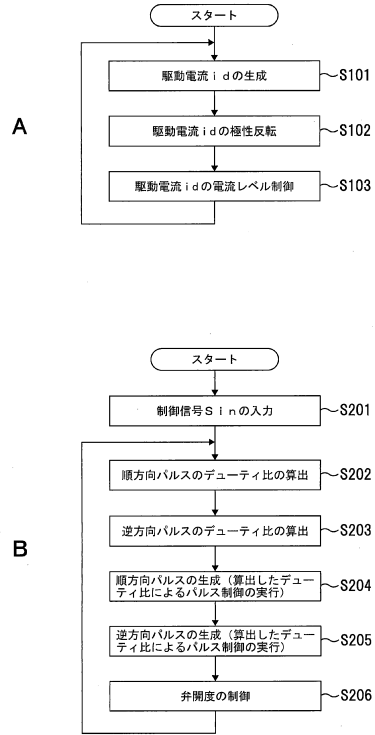 スタート
駆動電流idの生成
S101
A
駆動電流idの極性反転
S102
駆動電流idの電流レベル制御
S103
スタート
制御信号Sinの入力
S201
順方向パルスのデューティ比の算出
S202
逆方向パルスのデューティ比の算出
S203
B
順方向パルスの生成（算出したデュー
ティ比によるパルス制御の実行）
S204
逆方向パルスの生成（算出したデュー
ティ比によるパルス制御の実行）
S205
弁開度の制御
S206